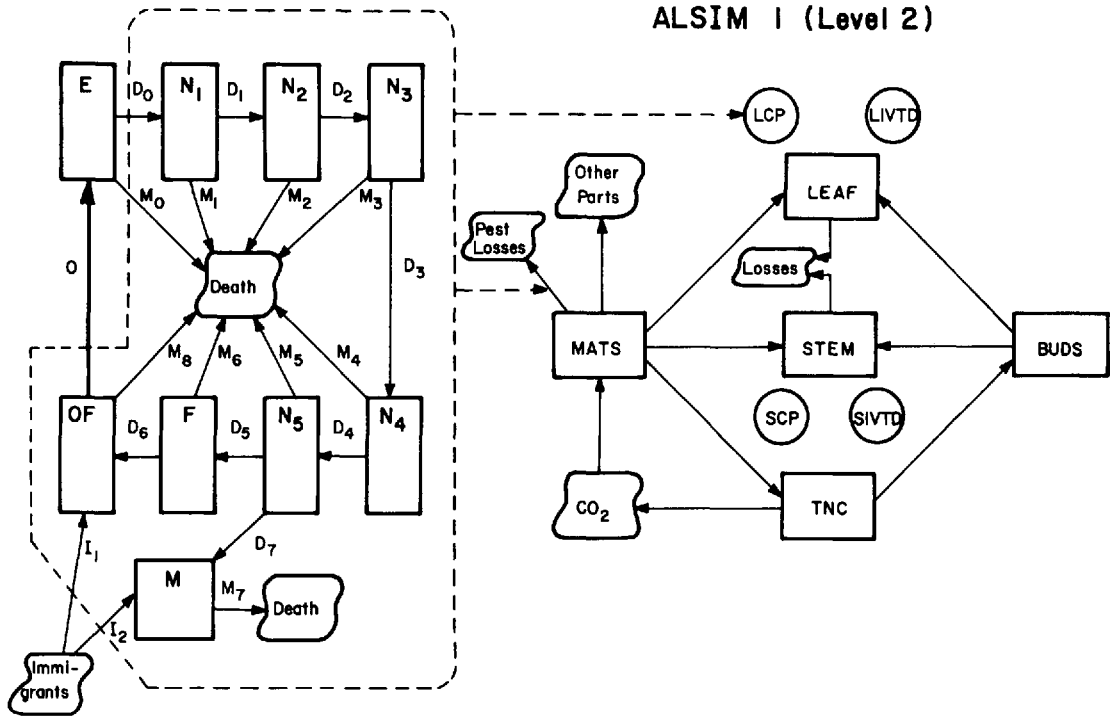 ALSIM 1 (Level 2)
E
D0
N1
D1
N2
D2
N3
LCP
LIVTD
M0
M1
M2
M3
Other
Parts
LEAF
Pest
Losses
O
Death
D3
Losses
M8
M6
M5
M4
MATS
STEM
BUDS
OF
D6
F
D5
N5
D4
N4
SCP
SIVTD
CO2
TNC
I1
D7
M
M7
Death
I2
Immi-
grants